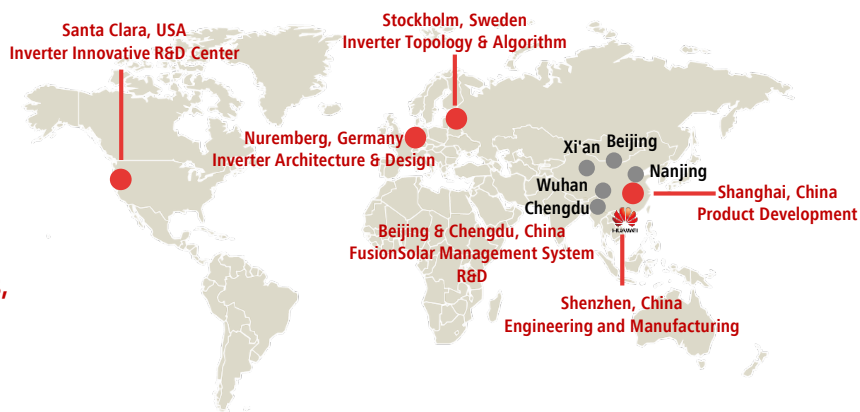 Santa Clara, USA
Inverter Innovative R&D Center
Stockholm, Sweden
Inverter Topology & Algorithm
Nuremberg, Germany
Inverter Architecture & Design
Xi'an
Beijing
Nanjing
Wuhan
Chengdu
Shanghai, China
Product Development
Beijing & Chengdu, China
FusionSolar Management System
R&D
HUAWEI
Shenzhen, China
Engineering and Manufacturing
,